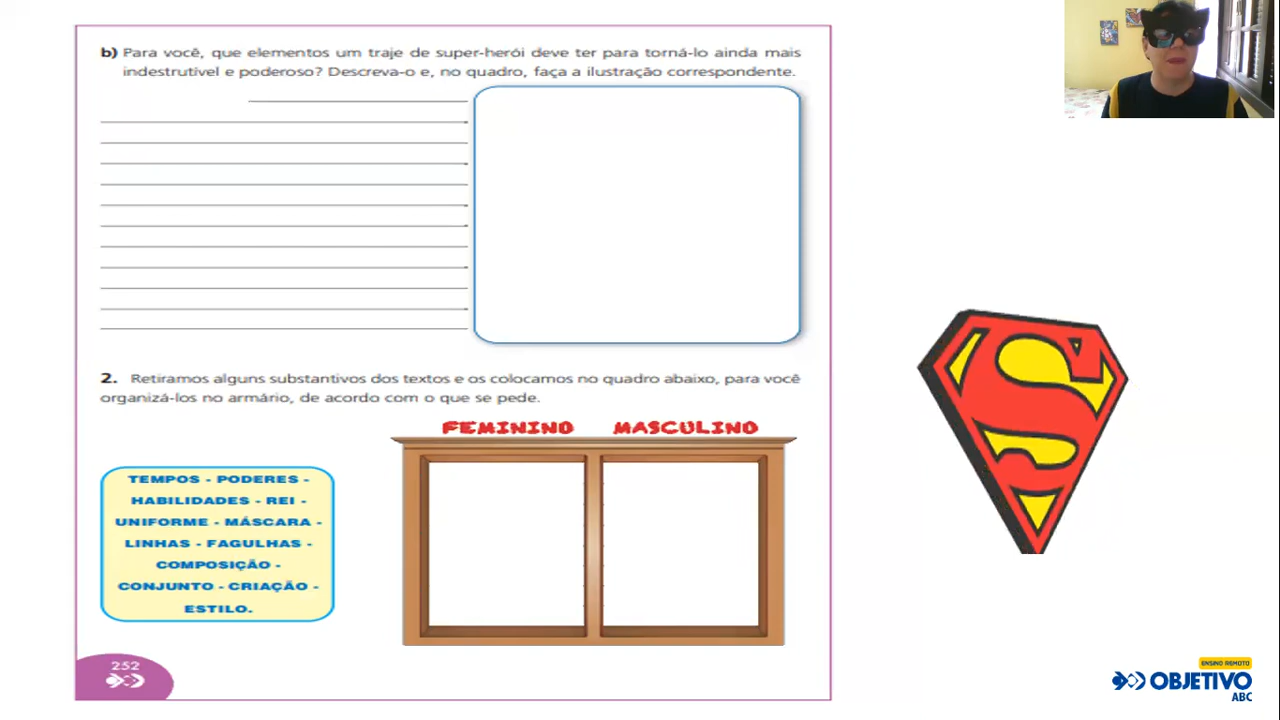 b) Para você, que elementos um traje de super-herói deve ter para torná-lo ainda mais
indestrutível e poderoso? Descreva-o e, no quadro, faça a ilustração correspondente.
2. Retiramos alguns substantivos dos textos e os colocamos no quadro abaixo, para você
organizá-los no armário, de acordo com o que se pede.
FEMININO MASCULINO
TEMPOS - PODERES -
HABILIDADES - REI -
UNIFORME - MÁSCARA -
LINHAS - FAGULHAS -
COMPOSIÇÃO -
CONJUNTO - CRIAÇÃO -
ESTILO.
252
S
ENSINO REMOTO
OBJETIVO
ABC